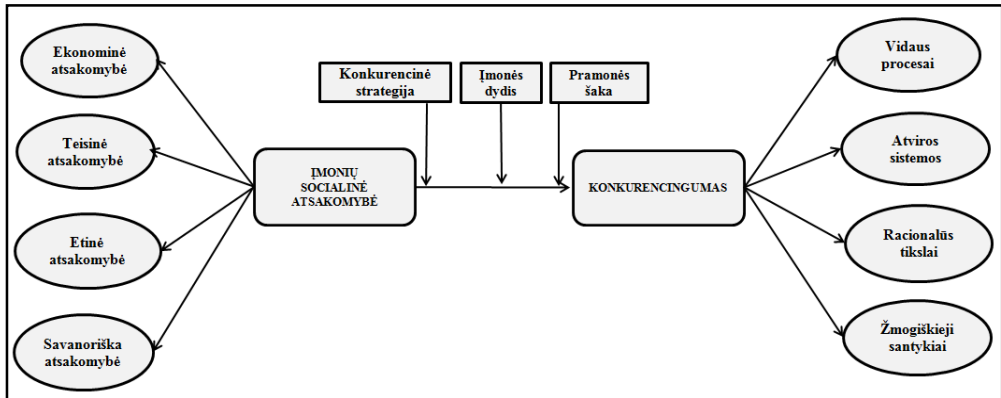 Ekonominė
atsakomybė
Teisinė
atsakomybė
Etinė
atsakomybė
Savanoriška
atsakomybė
ĮMONIŲ
SOCIALINĖ
ATSAKOMYBĖ
Konkurencinė
strategija
Įmonės
dydis
Pramonės
šaka
KONKURENCINGUMAS
Vidaus
procesai
Atviros
sistemos
Racionalūs
tikslai
Žmogiškieji
santykiai